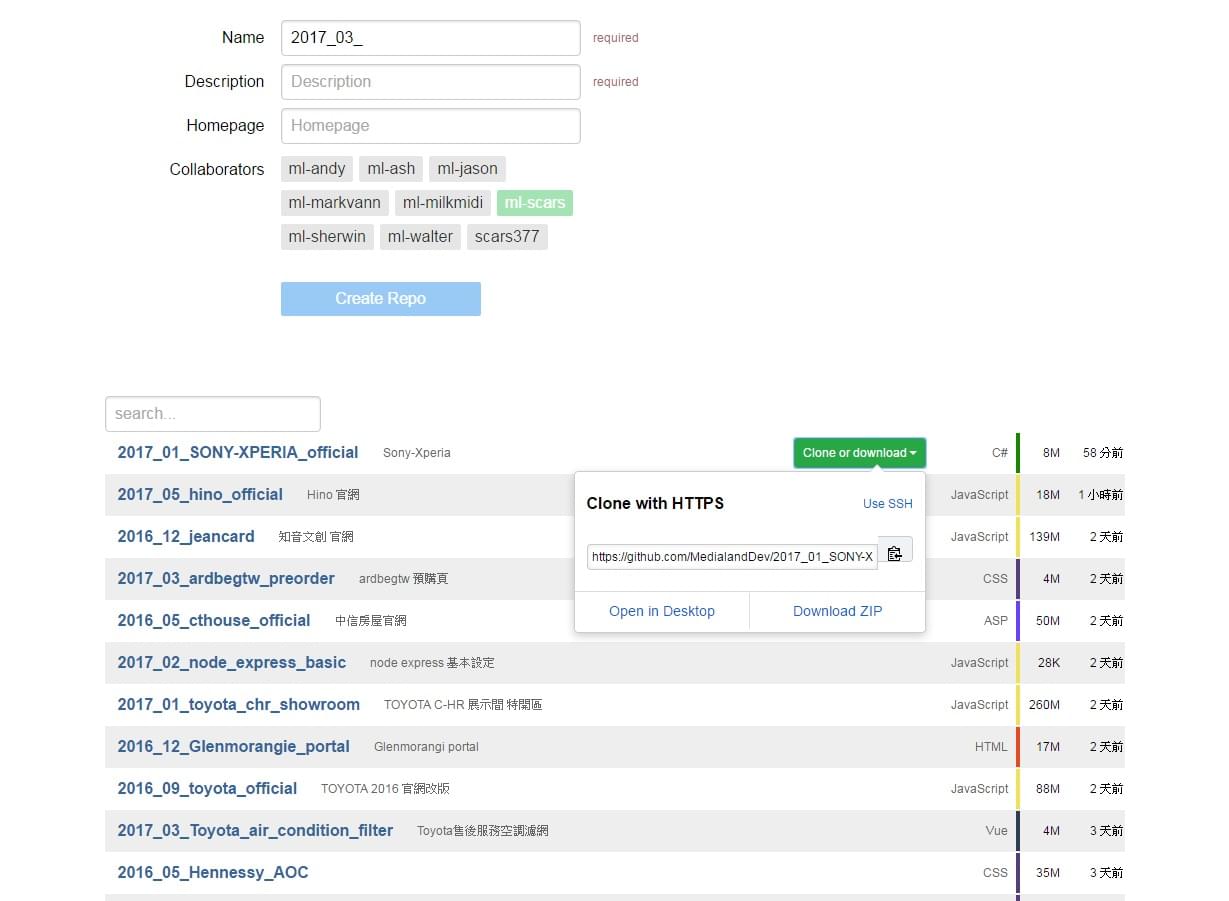 Name 2017_03_ required
Description Description required
Homepage Homepage
Collaborators ml-andy ml-ash ml-jason
ml-markvann ml-milkmidi ml-scars
ml-sherwin ml-walter scars377
Create Repo
search...
2017_01_SONY-XPERIA_official Sony-Xperia Clone or download C# 8M 58 分前
2017_05_hino_official Hino 官網 JavaScript 18M 1 小時前
Clone with HTTPS Use SSH
2016_12_jeancard 知音文創 官網 JavaScript 139M 2 天前
https://github.com/MedialandDev/2017_01_SONY-X
2017_03_ardbegtw_preorder ardbegtw 預購頁 CSS 4M 2 天前
2016_05_cthouse_official 中信房屋官網 ASP 50M 2 天前
Open in Desktop Download ZIP
2017_02_node_express_basic node express 基本設定 JavaScript 28K 2 天前
2017_01_toyota_chr_showroom TOYOTA C-HR 展示間 特開區 JavaScript 260M 2 天前
2016_12_Glenmorangie_portal Glenmorangi portal HTML 17M 2 天前
2016_09_toyota_official TOYOTA 2016 官網改版 JavaScript 88M 2 天前
2017_03_Toyota_air_condition_filter Toyota售後服務空調濾網 Vue 4M 3 天前
2016_05_Hennessy_AOC CSS 35M 3 天前